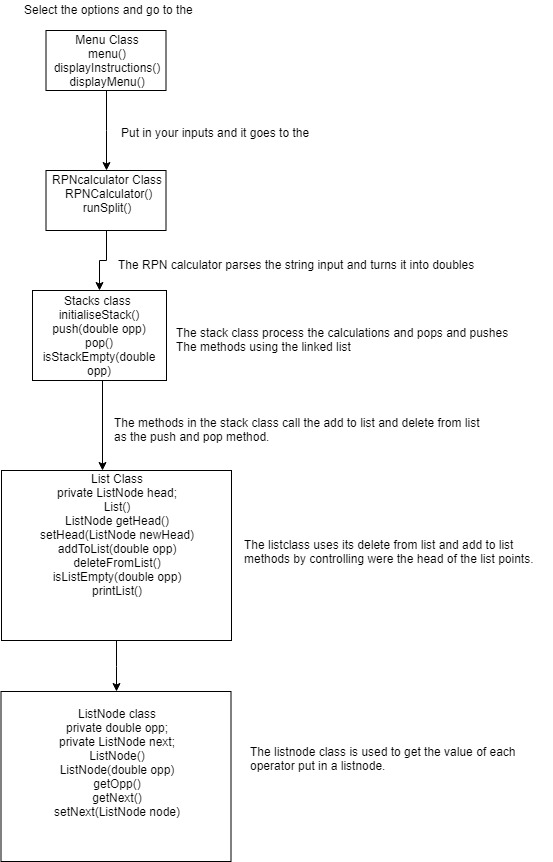 Select the options and go to the
Menu Class
menu()
displayInstructions()
displayMenu()
Put in your inputs and it goes to the
RPNcalculator Class
RPNCalculator()
runSplit()
The RPN calculator parses the string input and turns it into doubles
Stacks class
initialiseStack()
push(double opp)
pop()
isStackEmpty(double
opp)
The stack class process the calculations and pops and pushes
The methods using the linked list
The methods in the stack class call the add to list and delete from list
as the push and pop method.
List Class
private ListNode head;
List()
ListNode getHead()
setHead(ListNode newHead)
addToList(double opp)
deleteFromList()
isListEmpty(double opp)
printList()
The listclass uses its delete from list and add to list
methods by controlling were the head of the list points.
ListNode class
private double opp;
private ListNode next;
ListNode()
ListNode(double opp)
getOpp()
getNext()
setNext(ListNode node)
The listnode class is used to get the value of each
operator put in a listnode.